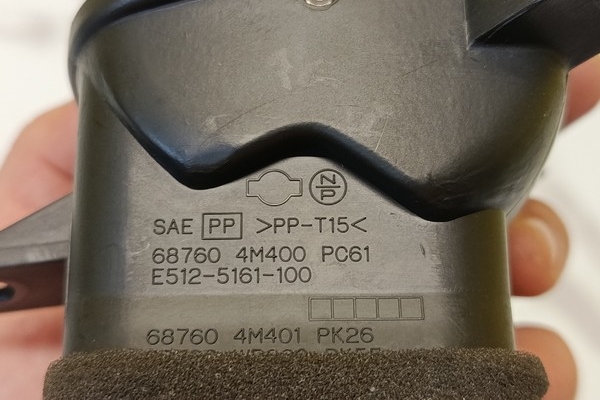 N/P
SAE PP >PP-T15<
68760 4M400 PC61
E512-5161-100
68760 4M401 PK26